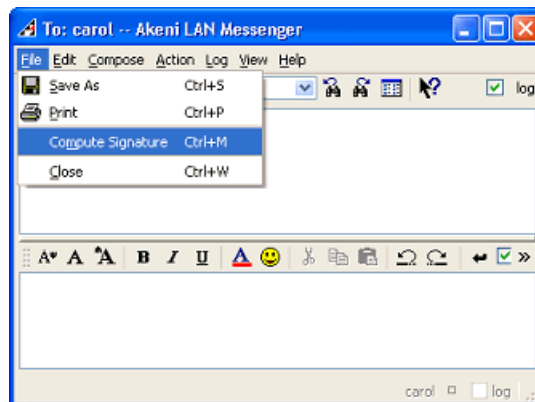 To: carol -- Akeni LAN Messenger
File Edit Compose Action Log View Help
Save As Ctrl+S
log
Print Ctrl+P
Compute Signature Ctrl+M
Close Ctrl+W
A A A B I U A
carol log